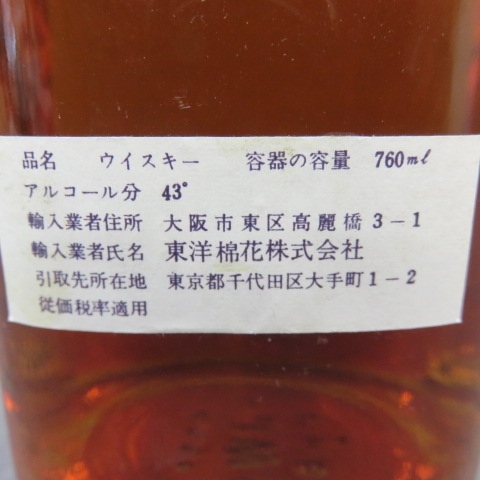 品名 ウイスキー 容器の容量 760ml
アルコール分 43°
輸入業者住所 大阪市東区高麗橋3-1
輸入業者氏名 東洋棉花株式会社
引取先所在地 東京都千代田区大手町1-2
従価税率適用